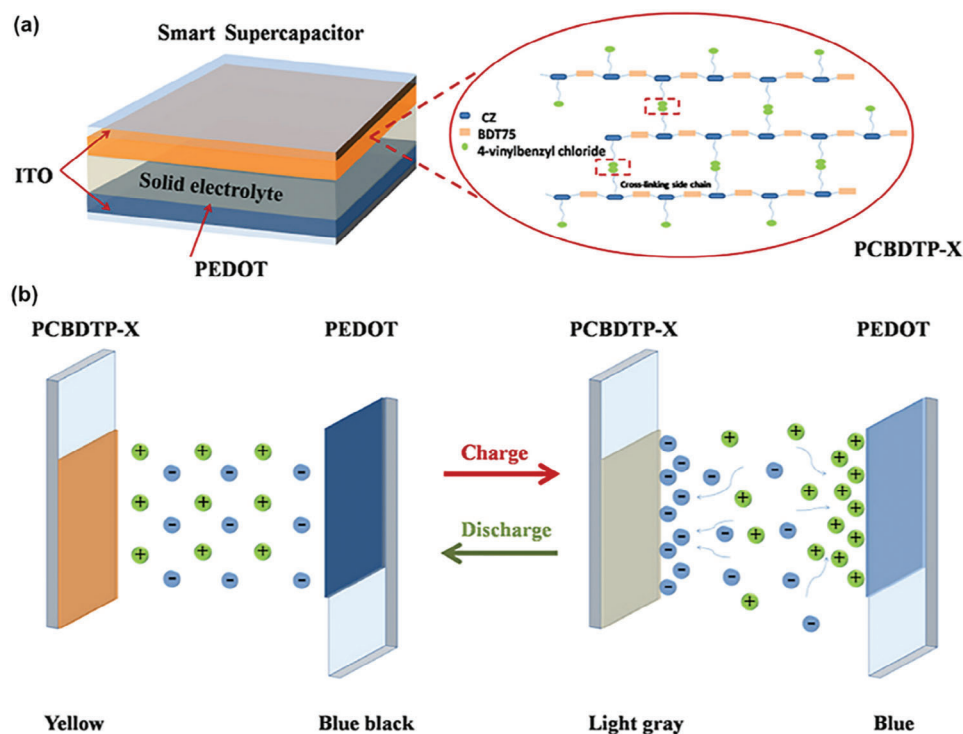 (a)
Smart Supercapacitor
ITO
Solid electrolyte
PEDOT
CZ
BDT75
4-vinylbenzyl chloride
Cross-linking side chain
PCBDTP-X
(b)
PCBDTP-X
PEDOT
PCBDTP-X
PEDOT
Charge
Discharge
Yellow
Blue black
Light gray
Blue